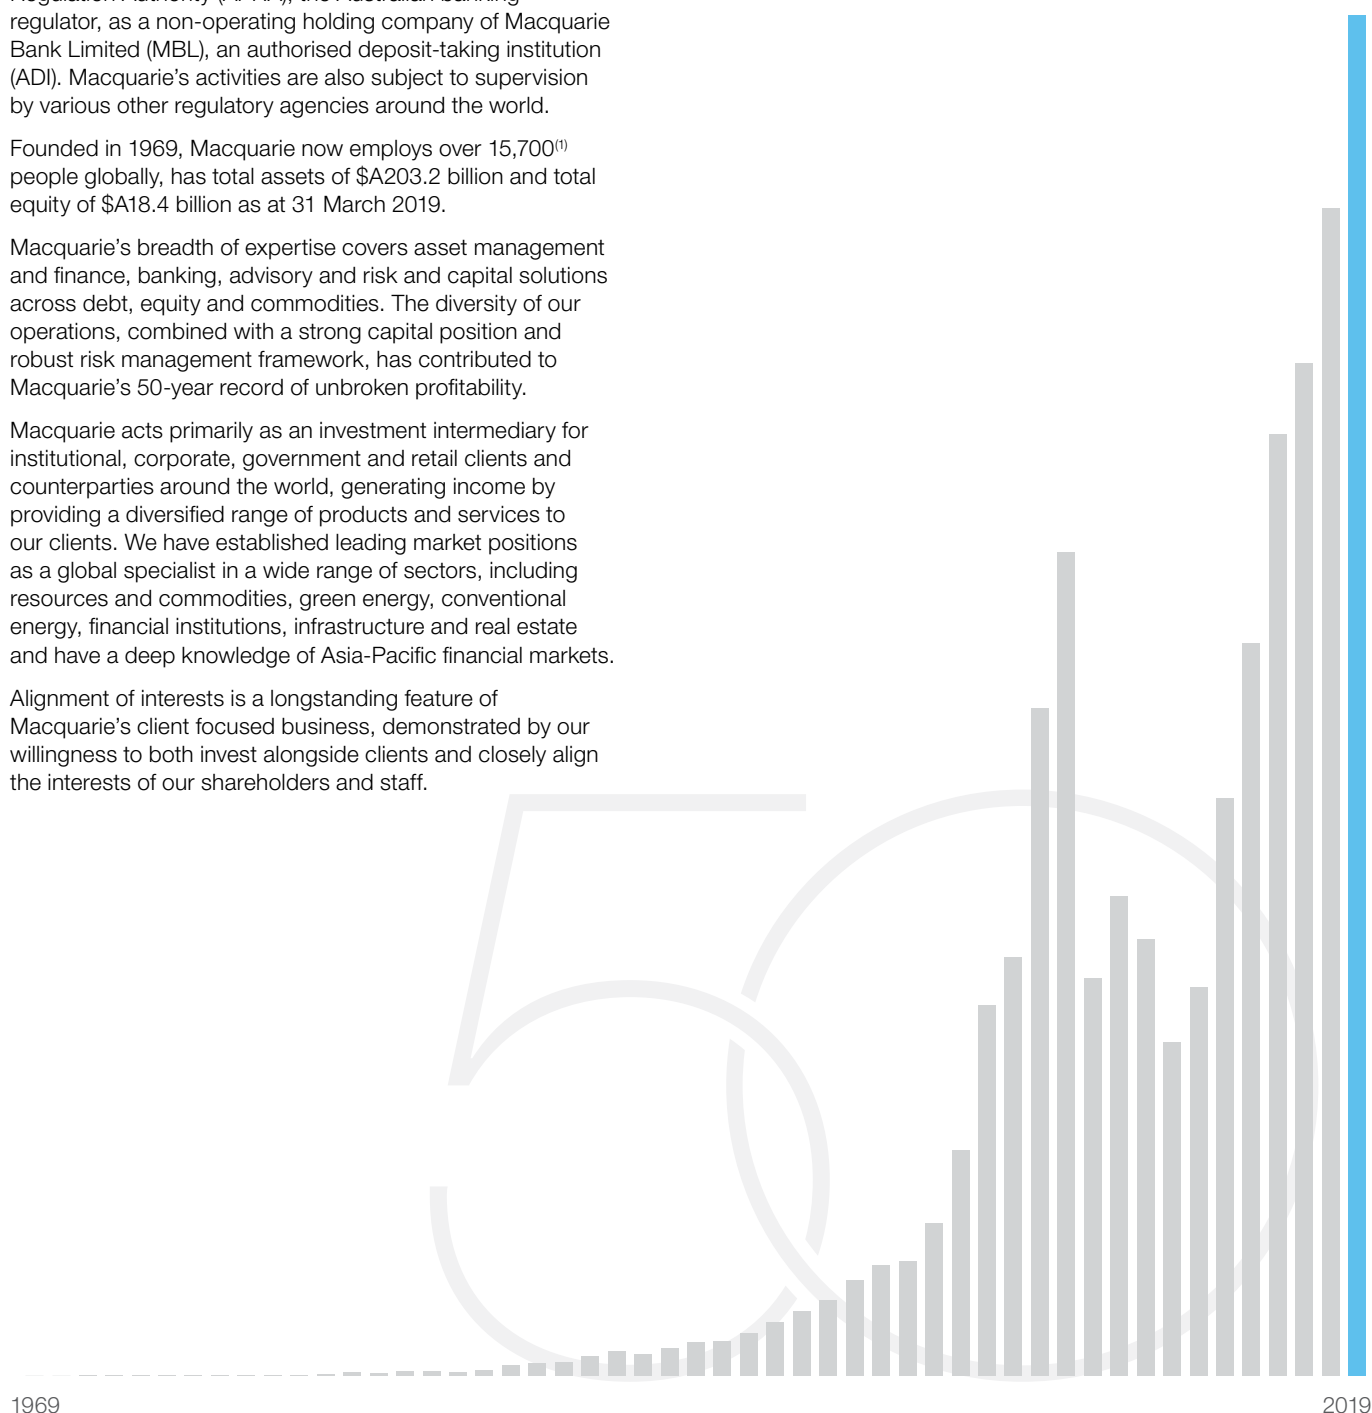 regulator, as a non-operating holding company of Macquarie
Bank Limited (MBL), an authorised deposit-taking institution
(ADI). Macquarie’s activities are also subject to supervision
by various other regulatory agencies around the world.
Founded in 1969, Macquarie now employs over 15,700(1)
people globally, has total assets of $A203.2 billion and total
equity of $A18.4 billion as at 31 March 2019.
Macquarie’s breadth of expertise covers asset management
and finance, banking, advisory and risk and capital solutions
across debt, equity and commodities. The diversity of our
operations, combined with a strong capital position and
robust risk management framework, has contributed to
Macquarie’s 50-year record of unbroken profitability.
Macquarie acts primarily as an investment intermediary for
institutional, corporate, government and retail clients and
counterparties around the world, generating income by
providing a diversified range of products and services to
our clients. We have established leading market positions
as a global specialist in a wide range of sectors, including
resources and commodities, green energy, conventional
energy, financial institutions, infrastructure and real estate
and have a deep knowledge of Asia-Pacific financial markets.
Alignment of interests is a longstanding feature of
Macquarie’s client focused business, demonstrated by our
willingness to both invest alongside clients and closely align
the interests of our shareholders and staff.
50
1969
2019